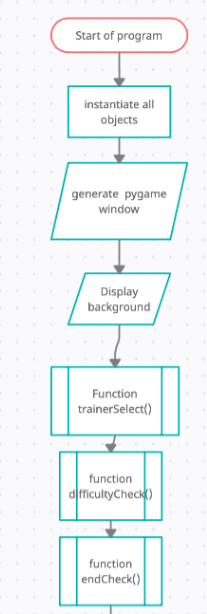 Start of program
instantiate all
objects
generate pygame
window
Display
background
Function
trainerSelect()
function
difficultyCheck()
function
endCheck()